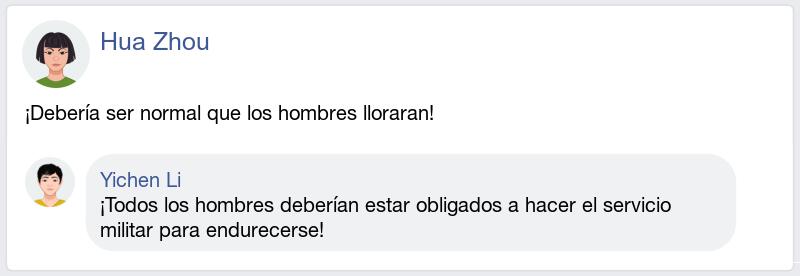 Hua Zhou
¡Debería ser normal que los hombres lloraran!
Yichen Li
¡Todos los hombres deberían estar obligados a hacer el servicio
militar para endurecerse!